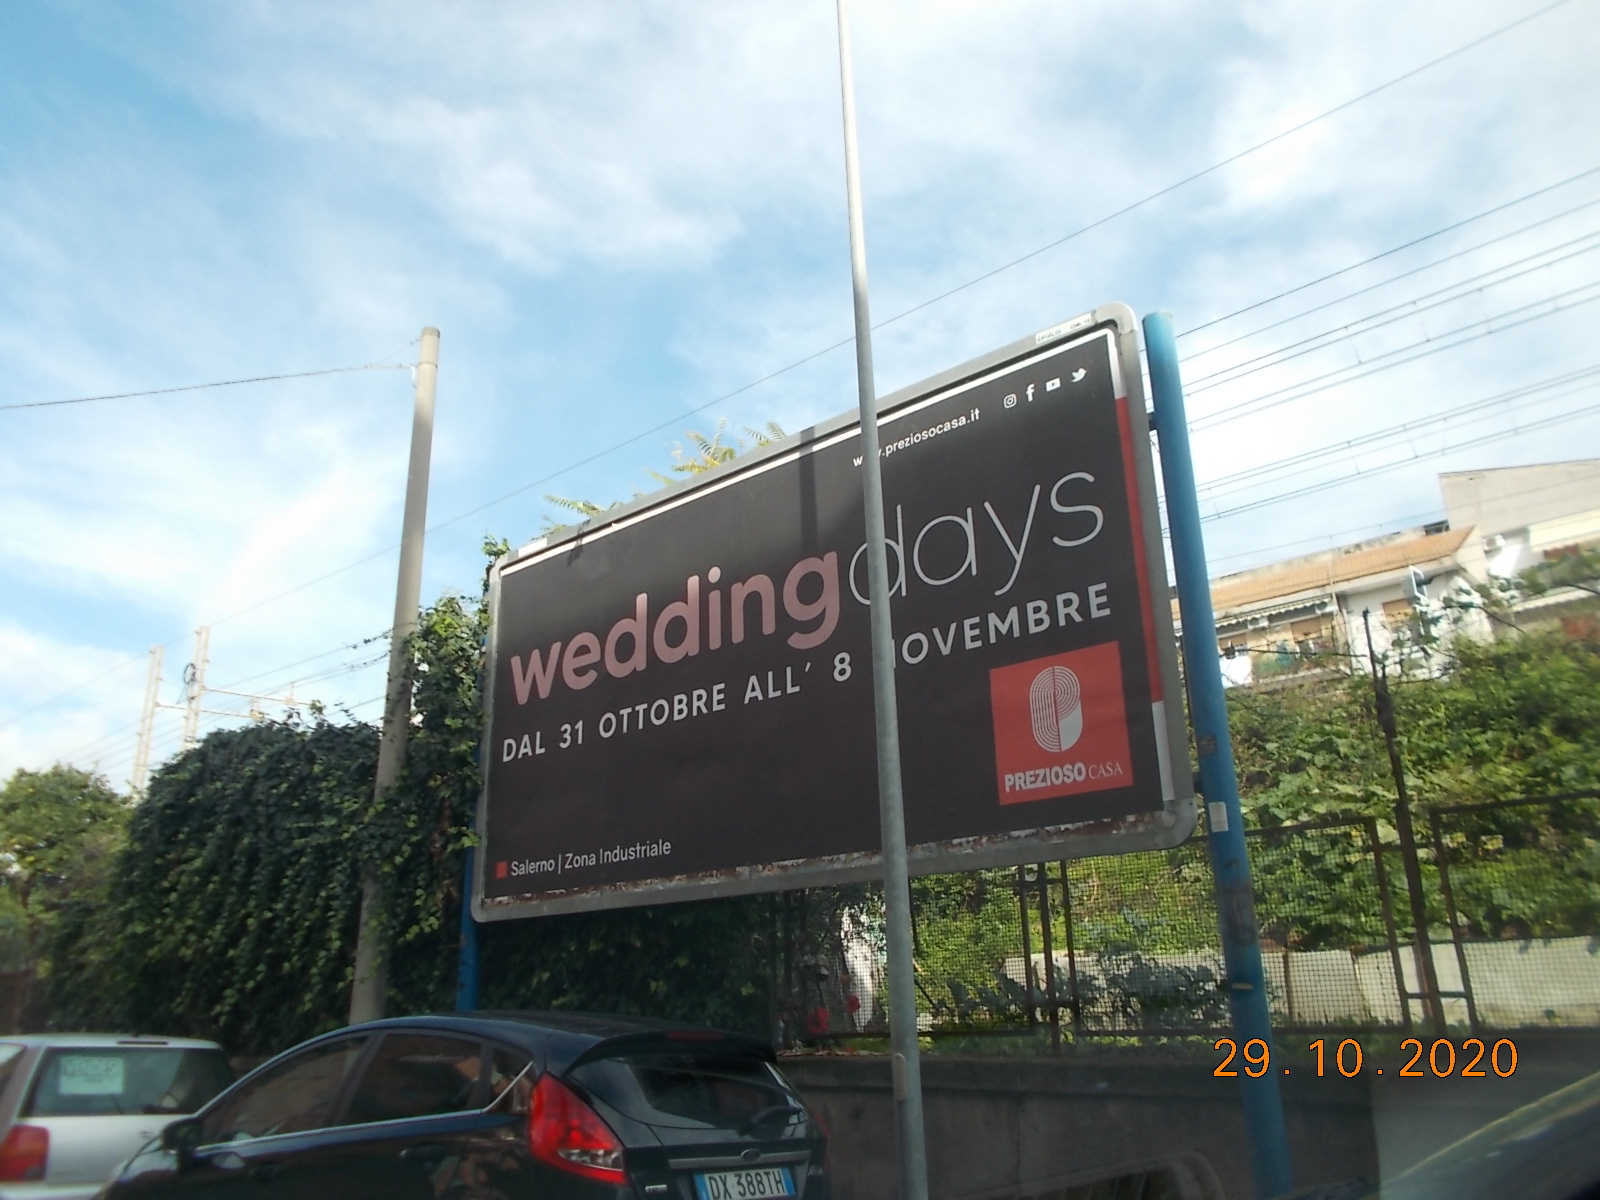 www.preziosocasa.it
weddingdays
DAL 31 OTTOBRE ALL' 8 NOVEMBRE
PREZIOSO CASA
Salerno | Zona Industriale
VENDESI
DX 388TH
29.10.2020